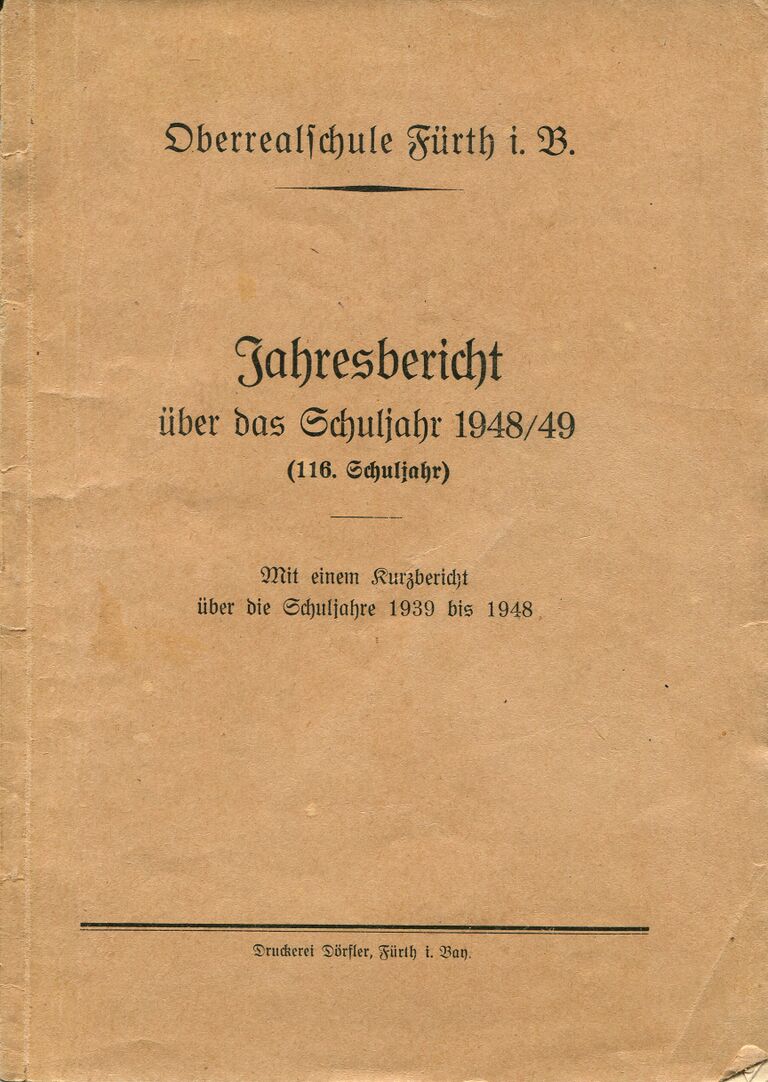 Oberrealschule Fürth i. B.
Jahresbericht
über das Schuljahr 1948/49
(116. Schuljahr)
Mit einem Kurzbericht
über die Schuljahre 1939 bis 1948
Druckerei Dörfler, Fürth i. Bay.